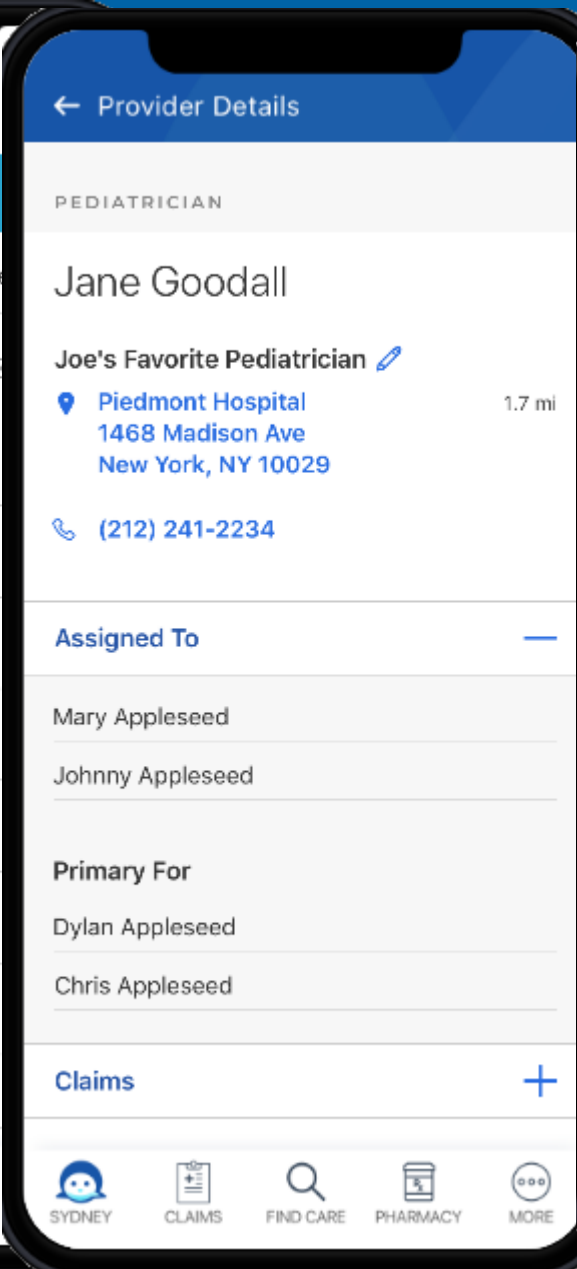 Provider Details
PEDIATRICIAN
Jane Goodall
Joe's Favorite Pediatrician
Piedmont Hospital
1.7 mi
1468 Madison Ave
New York, NY 10029
(212) 241-2234
Assigned To
Mary Appleseed
Johnny Appleseed
Primary For
Dylan Appleseed
Chris Appleseed
Claims
SYDNEY
CLAIMS
FIND CARE
PHARMACY
MORE